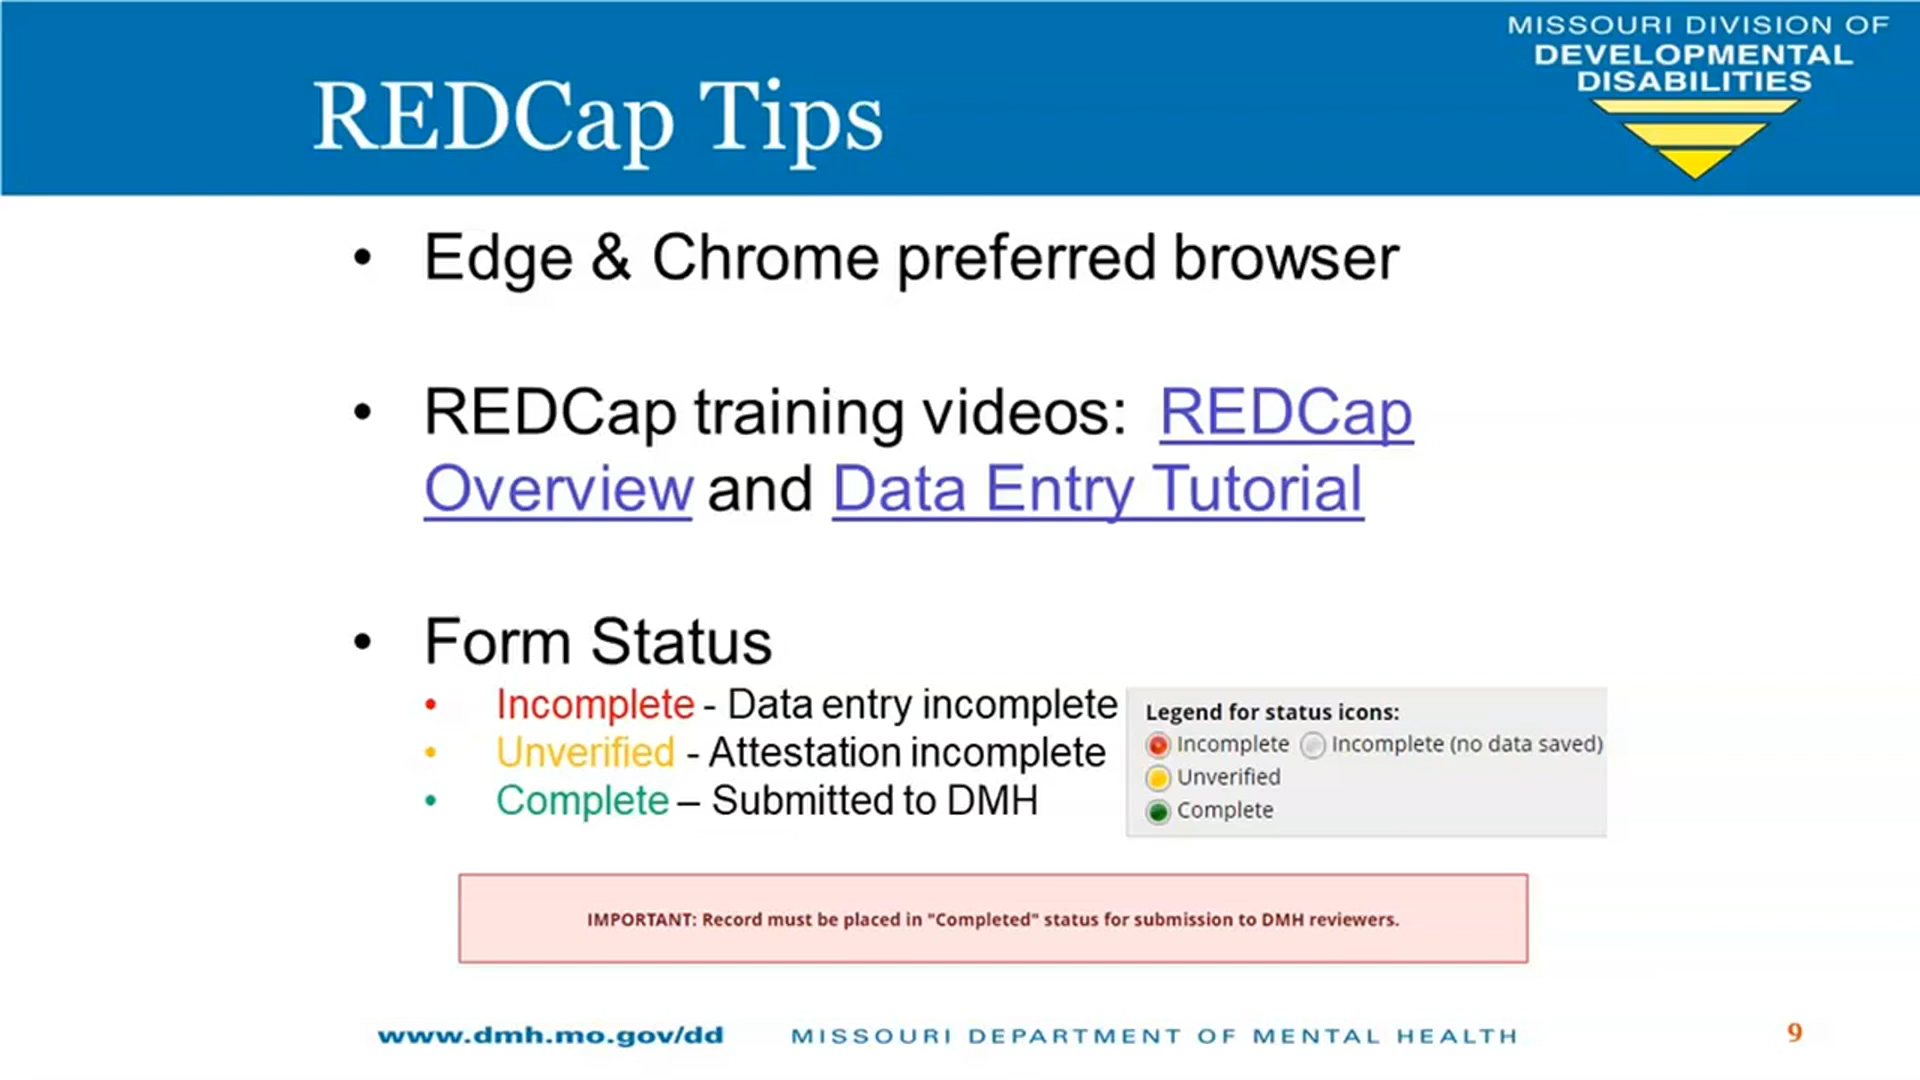 MISSOURI DIVISION OF
DEVELOPMENTAL
DISABILITIES
REDCap Tips
• Edge & Chrome preferred browser
• REDCap training videos: REDCap
Overview and Data Entry Tutorial
• Form Status
• Incomplete - Data entry incomplete
• Unverified - Attestation incomplete
• Complete – Submitted to DMH
Legend for status icons:
Incomplete Incomplete (no data saved)
Unverified
Complete
IMPORTANT: Record must be placed in "Completed" status for submission to DMH reviewers.
www.dmh.mo.gov/dd MISSOURI DEPARTMENT OF MENTAL HEALTH 9